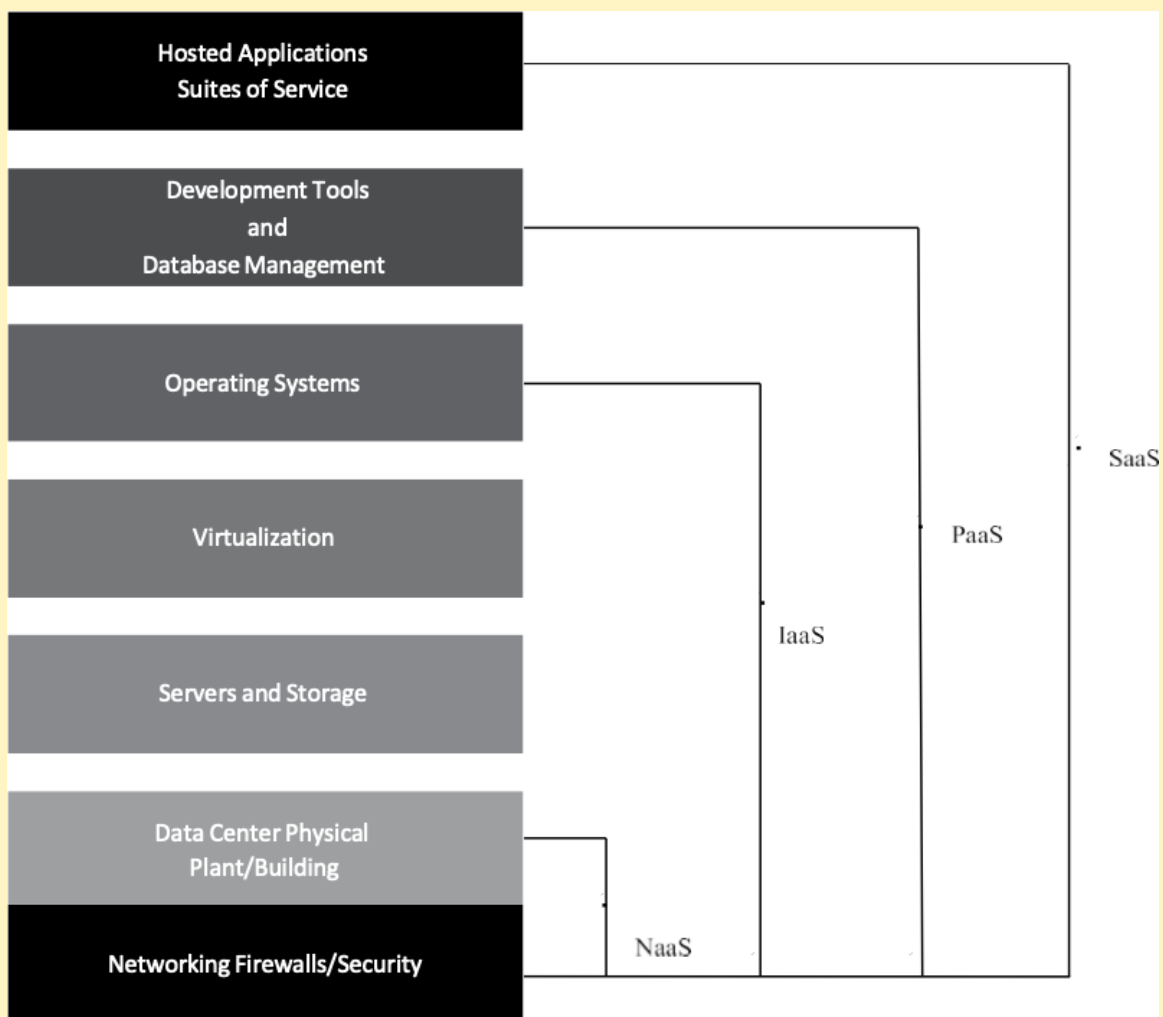 Hosted Applications
Suites of Service
Development Tools
and
Database Management
Operating Systems
SaaS
Virtualization
PaaS
IaaS
Servers and Storage
Data Center Physical
Plant/Building
NaaS
Networking Firewalls/Security